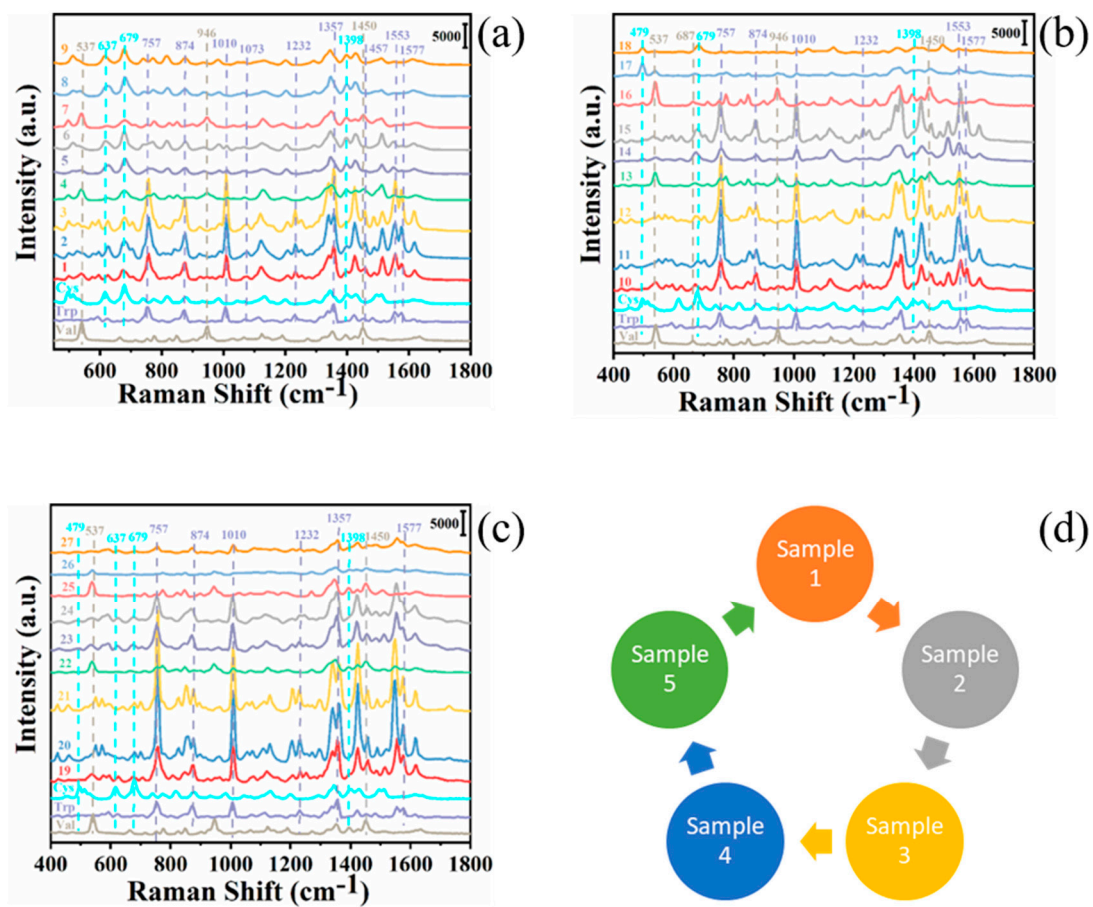 (a)
5000
537
637
679
757
874
946
1010
1073
1232
1357
1398
1450
1457
1553
1577
9
8
7
6
5
4
3
2
1
Cys
Trp
Val
Intensity (a.u.)
600 800 1000 1200 1400 1600 1800
Raman Shift (cm-1)
(b)
5000
479
537
687
679
757
874
946
1010
1232
1398
1450
1553
1577
18
17
16
15
14
13
12
11
10
Cys
Trp
Val
Intensity (a.u.)
400 600 800 1000 1200 1400 1600 1800
Raman Shift (cm-1)
(c)
5000
479
537
637
679
757
874
1010
1232
1357
1398
1450
1577
27
26
25
24
23
22
21
20
19
Cys
Trp
Val
Intensity (a.u.)
400 600 800 1000 1200 1400 1600 1800
Raman Shift (cm-1)
(d)
Sample
1
Sample
2
Sample
3
Sample
4
Sample
5